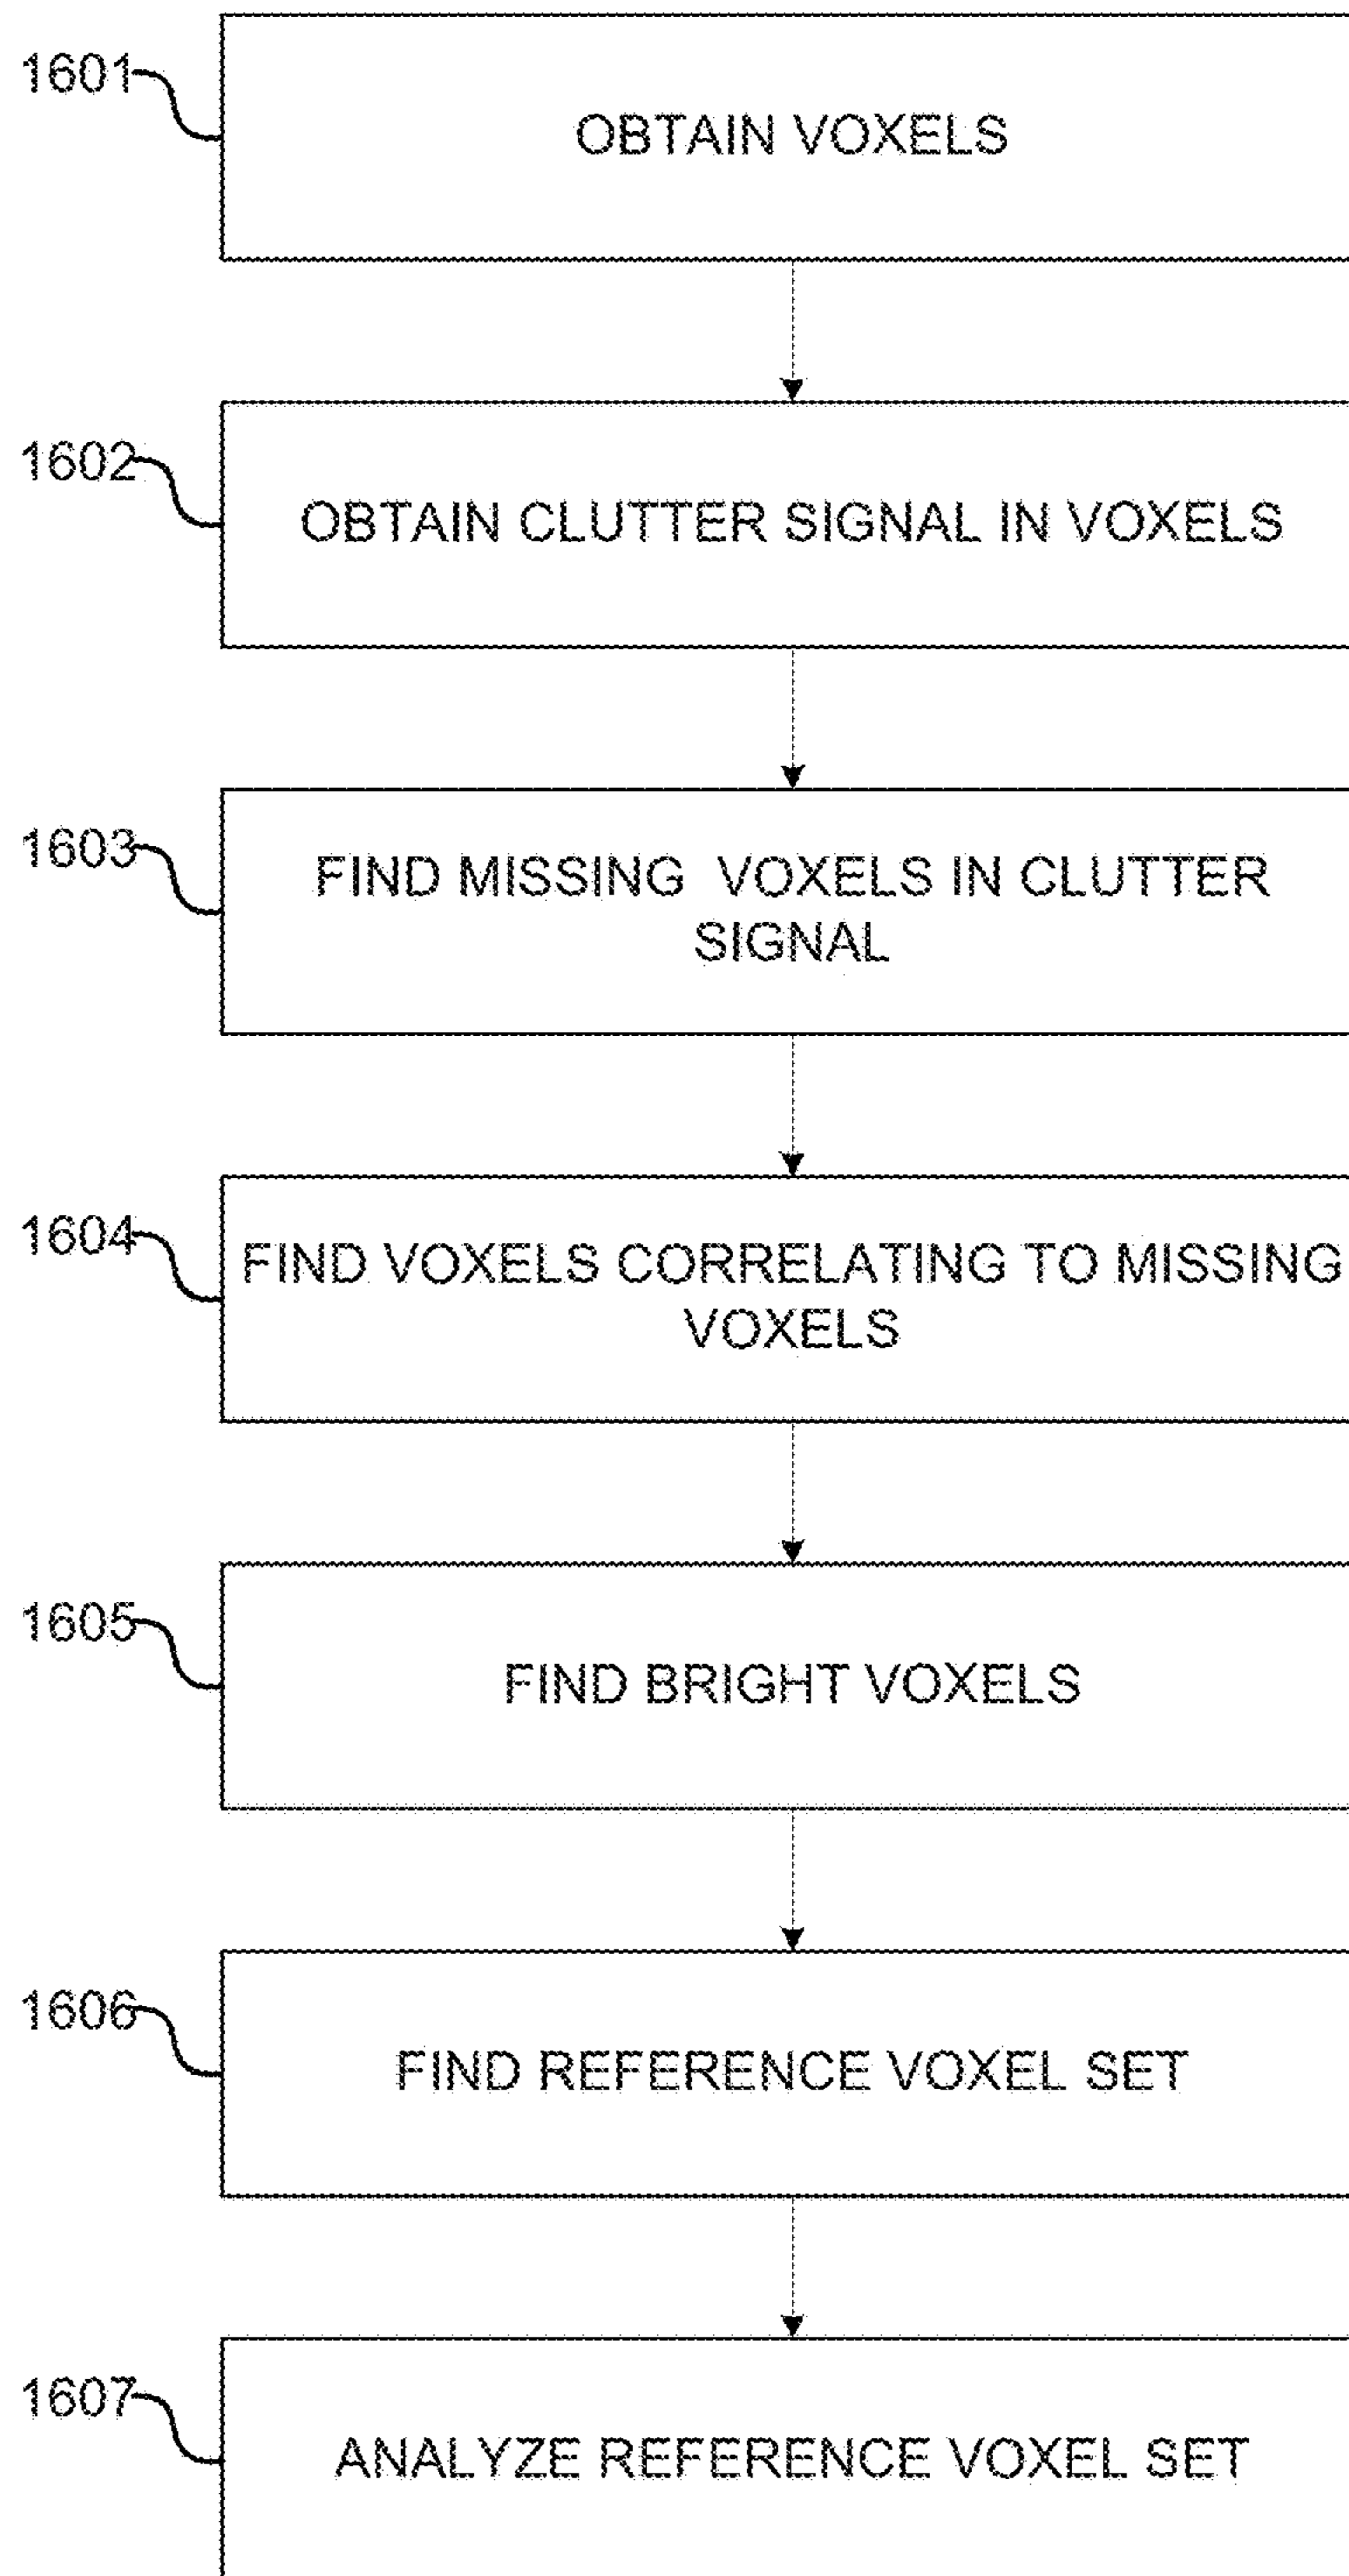 1601
OBTAIN VOXELS
1602
OBTAIN CLUTTER SIGNAL IN VOXELS
1603
FIND MISSING VOXELS IN CLUTTER
SIGNAL
1604
FIND VOXELS CORRELATING TO MISSING
VOXELS
1605
FIND BRIGHT VOXELS
1606
FIND REFERENCE VOXEL SET
1607
ANALYZE REFERENCE VOXEL SET